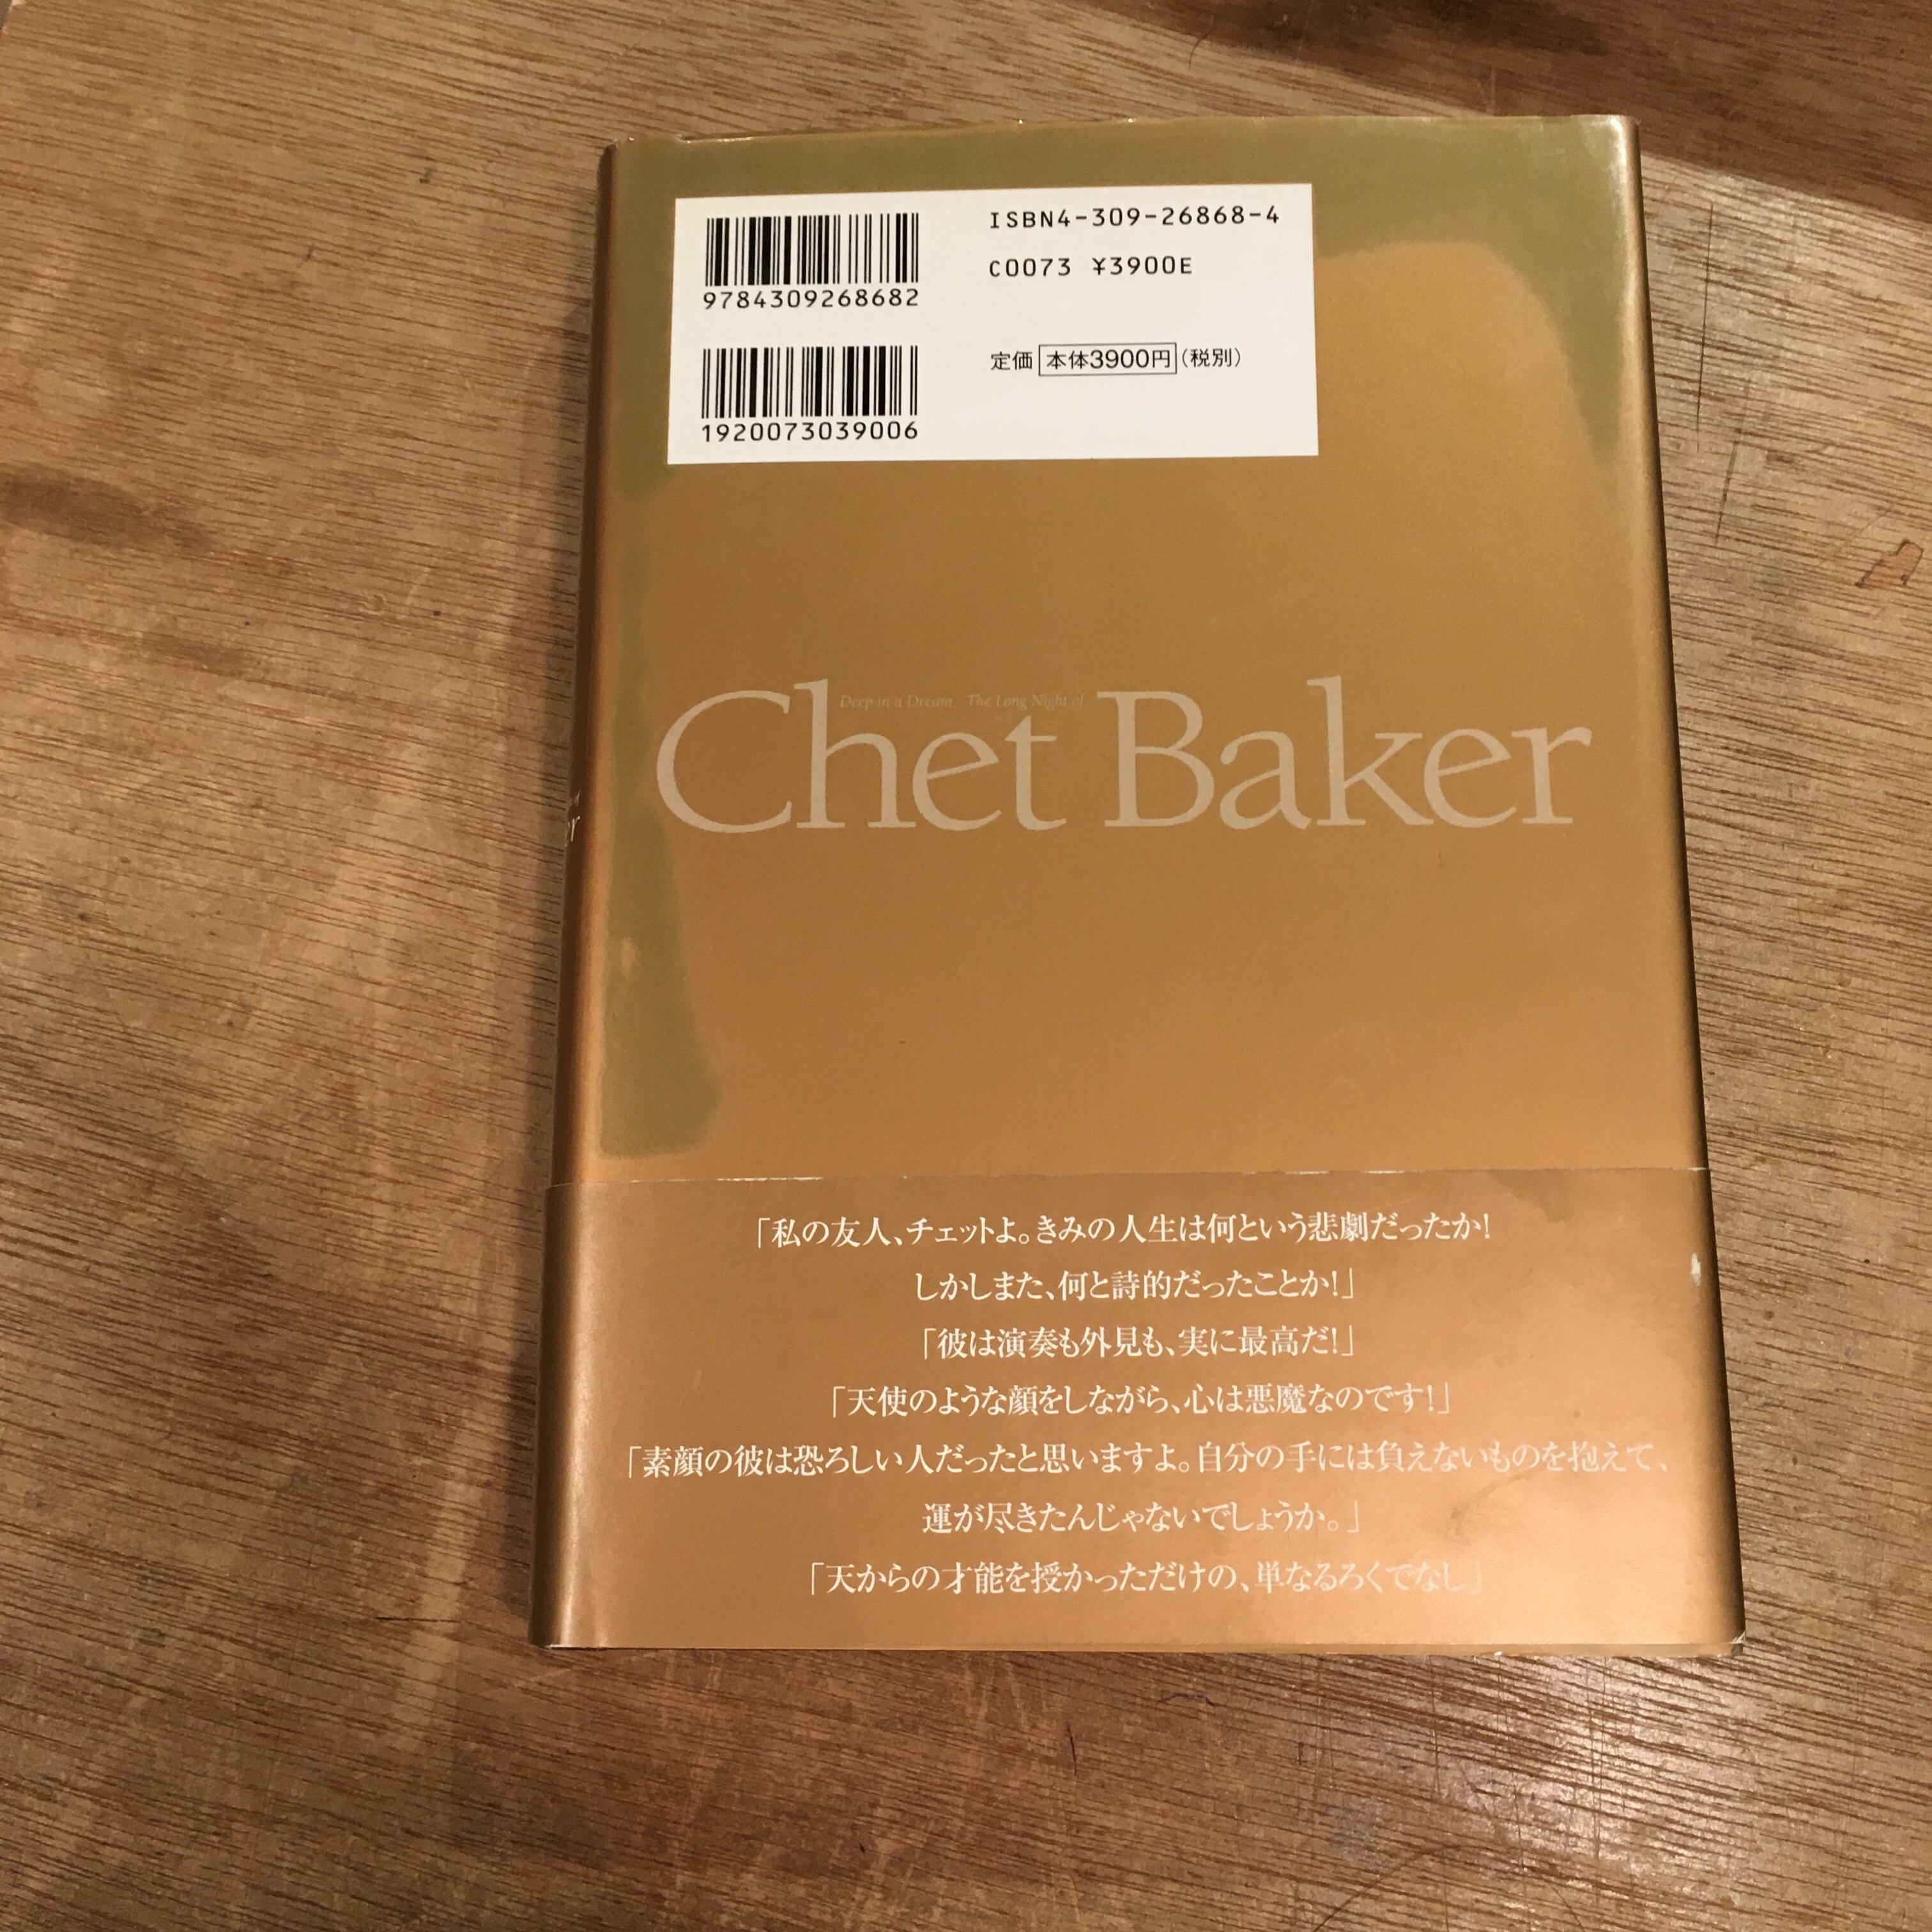 ISBN4-309-26868-4
C0073 ¥3900E
9784309268682
定価 本体3900円(税別)
1920073039006
Deep in a Dream The Long Night of
Chet Baker
「私の友人、チェットよ。きみの人生は何という悲劇だったか!
しかしまた、何と詩的だったことか!」
「彼は演奏も外見も、実に最高だ!」
「天使のような顔をしながら、心は悪魔なのです!」
「素顔の彼は恐ろしい人だったと思いますよ。自分の手には負えないものを抱えて、
運が尽きたんじゃないでしょうか。」
「天からの才能を授かっただけの、単なるろくでなし」